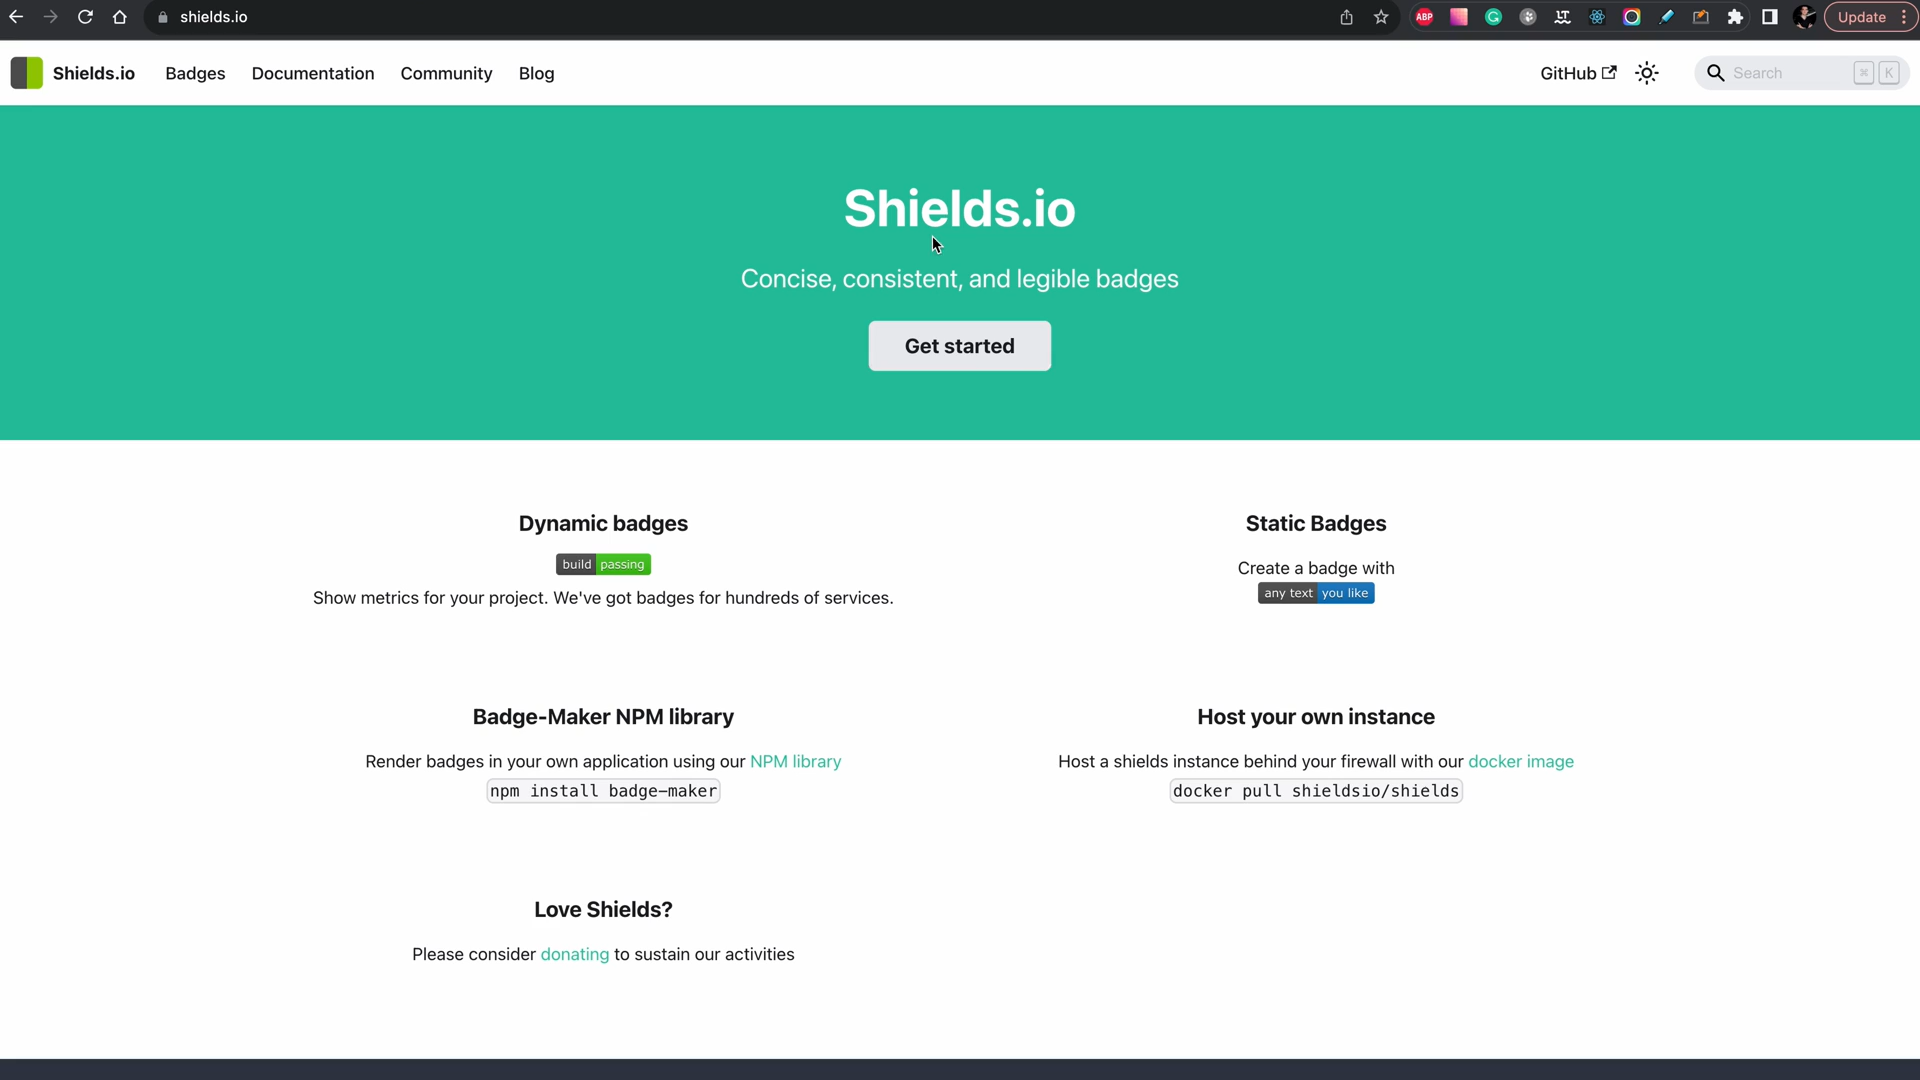 shields.io
ABP
LT
Update
Shields.io
Badges
Documentation
Community
Blog
GitHub
Search
⌘ K
Shields.io
Concise, consistent, and legible badges
Get started
Dynamic badges
build passing
Show metrics for your project. We've got badges for hundreds of services.
Static Badges
Create a badge with
any text you like
Badge-Maker NPM library
Render badges in your own application using our NPM library
npm install badge-maker
Host your own instance
Host a shields instance behind your firewall with our docker image
docker pull shieldsio/shields
Love Shields?
Please consider donating to sustain our activities